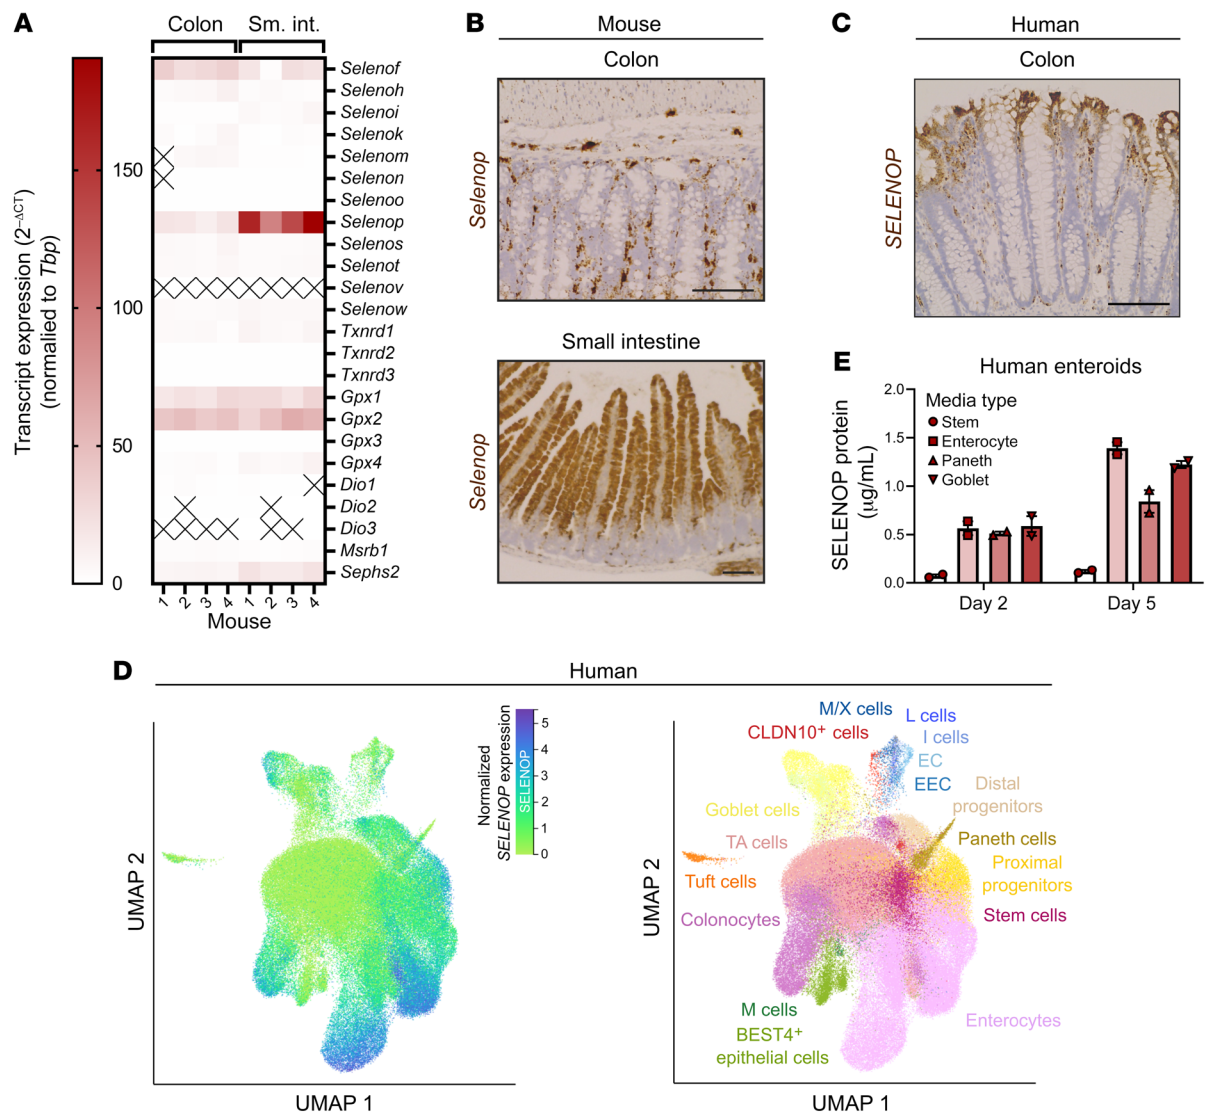 A
Colon Sm. int.
Transcript expression (2−ΔCT)
(normalied to Tbp)
150
100
50
0
Selenof
Selenoh
Selenoi
Selenok
Selenom
Selenon
Selenoo
Selenop
Selenos
Selenot
Selenov
Selenow
Txnrd1
Txnrd2
Txnrd3
Gpx1
Gpx2
Gpx3
Gpx4
Dio1
Dio2
Dio3
Msrb1
Sephs2
1 2 3 4 1 2 3 4
Mouse
B
Mouse
Colon
Selenop
Small intestine
Selenop
C
Human
Colon
SELENOP
E
Human enteroids
SELENOP protein
(μg/mL)
2.0
1.5
1.0
0.5
0.0
Media type
Stem
Enterocyte
Paneth
Goblet
Day 2 Day 5
D
Human
UMAP 2
UMAP 1
Normalized
SELENOP expression
SELENOP
5
4
3
2
1
0
UMAP 2
UMAP 1
M/X cells
L cells
CLDN10+ cells
I cells
EC
EEC
Distal
progenitors
Goblet cells
Paneth cells
TA cells
Proximal
progenitors
Tuft cells
Stem cells
Colonocytes
M cells
Enterocytes
BEST4+
epithelial cells